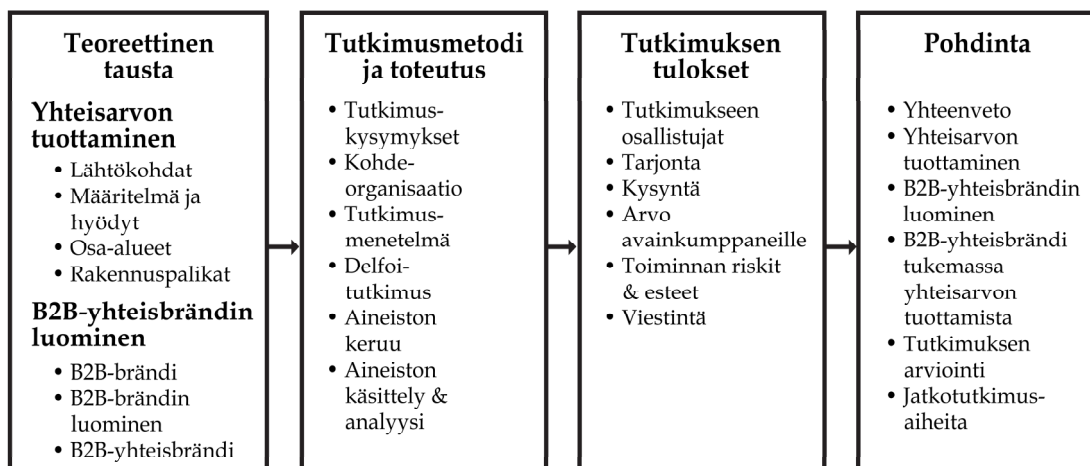 Teoreettinen
tausta
Yhteisarvon
tuottaminen
• Lähtökohdat
• Määritelmä ja
hyödyt
• Osa-alueet
• Rakennuspalikat
B2B-yhteisbrändin
luominen
• B2B-brändi
• B2B-brändin
luominen
• B2B-yhteisbrändi
Tutkimusmetodi
ja toteutus
• Tutkimus-
kysymykset
• Kohde-
organisaatio
• Tutkimus-
menetelmä
• Delfoi-
tutkimus
• Aineiston
keruu
• Aineiston
käsittely &
analyysi
Tutkimuksen
tulokset
• Tutkimukseen
osallistujat
• Tarjonta
• Kysyntä
• Arvo
avainkumppaneille
• Toiminnan riskit
& esteet
• Viestintä
Pohdinta
• Yhteenveto
• Yhteisarvon
tuottaminen
• B2B-yhteisbrändin
luominen
• B2B-yhteisbrändi
tukemassa
yhteisarvon
tuottamista
• Tutkimuksen
arviointi
• Jatkotutkimus-
aiheita